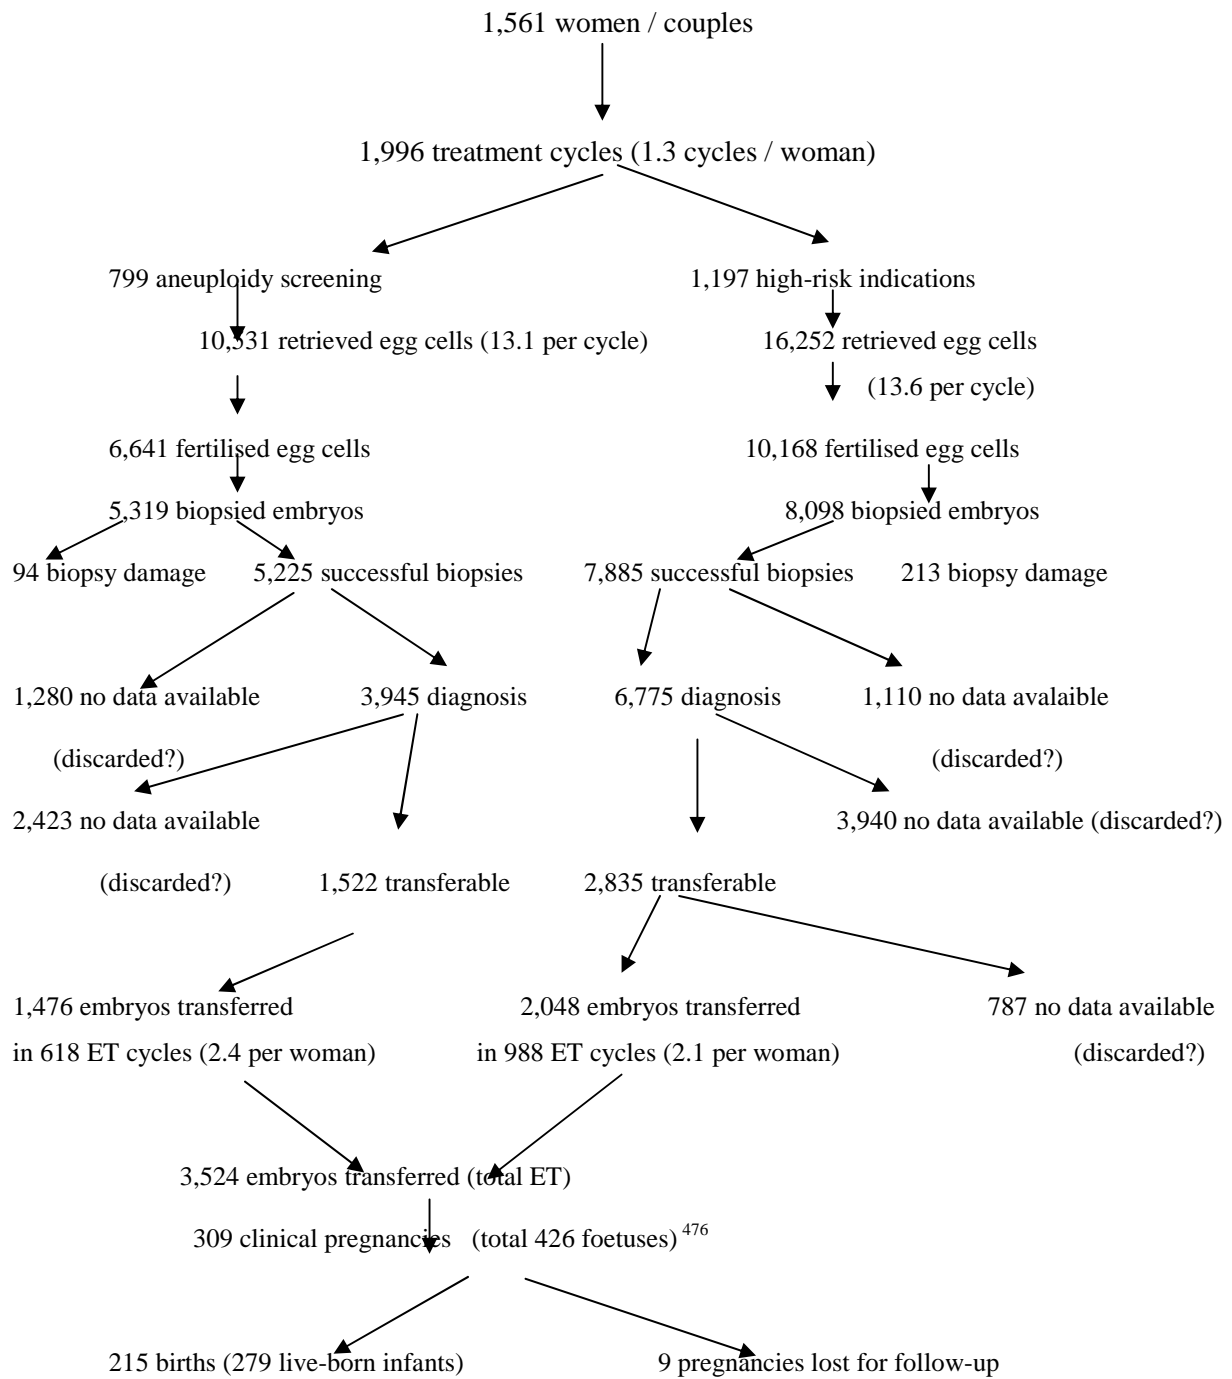 1,561 women / couples
1,996 treatment cycles (1.3 cycles / woman)
799 aneuploidy screening
1,197 high-risk indications
10,531 retrieved egg cells (13.1 per cycle)
16,252 retrieved egg cells
(13.6 per cycle)
6,641 fertilised egg cells
10,168 fertilised egg cells
5,319 biopsied embryos
8,098 biopsied embryos
94 biopsy damage
5,225 successful biopsies
7,885 successful biopsies
213 biopsy damage
1,280 no data available
3,945 diagnosis
6,775 diagnosis
1,110 no data avalaible
(discarded?)
(discarded?)
2,423 no data available
3,940 no data available (discarded?)
(discarded?)
1,522 transferable
2,835 transferable
1,476 embryos transferred
2,048 embryos transferred
787 no data available
in 618 ET cycles (2.4 per woman)
in 988 ET cycles (2.1 per woman)
(discarded?)
3,524 embryos transferred (total ET)
309 clinical pregnancies (total 426 foetuses) 476
215 births (279 live-born infants)
9 pregnancies lost for follow-up